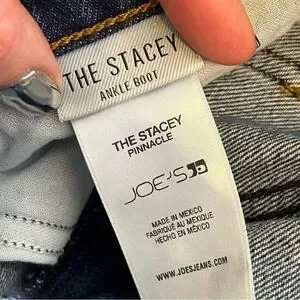 THE STACEY
ANKLE BOOT
THE STACEY
PINNACLE
JOE'S
MADE IN MEXICO
FABRIQUÉ AU MEXIQUE
HECHO EN MÉXICO
WWW.JOESJEANS.COM